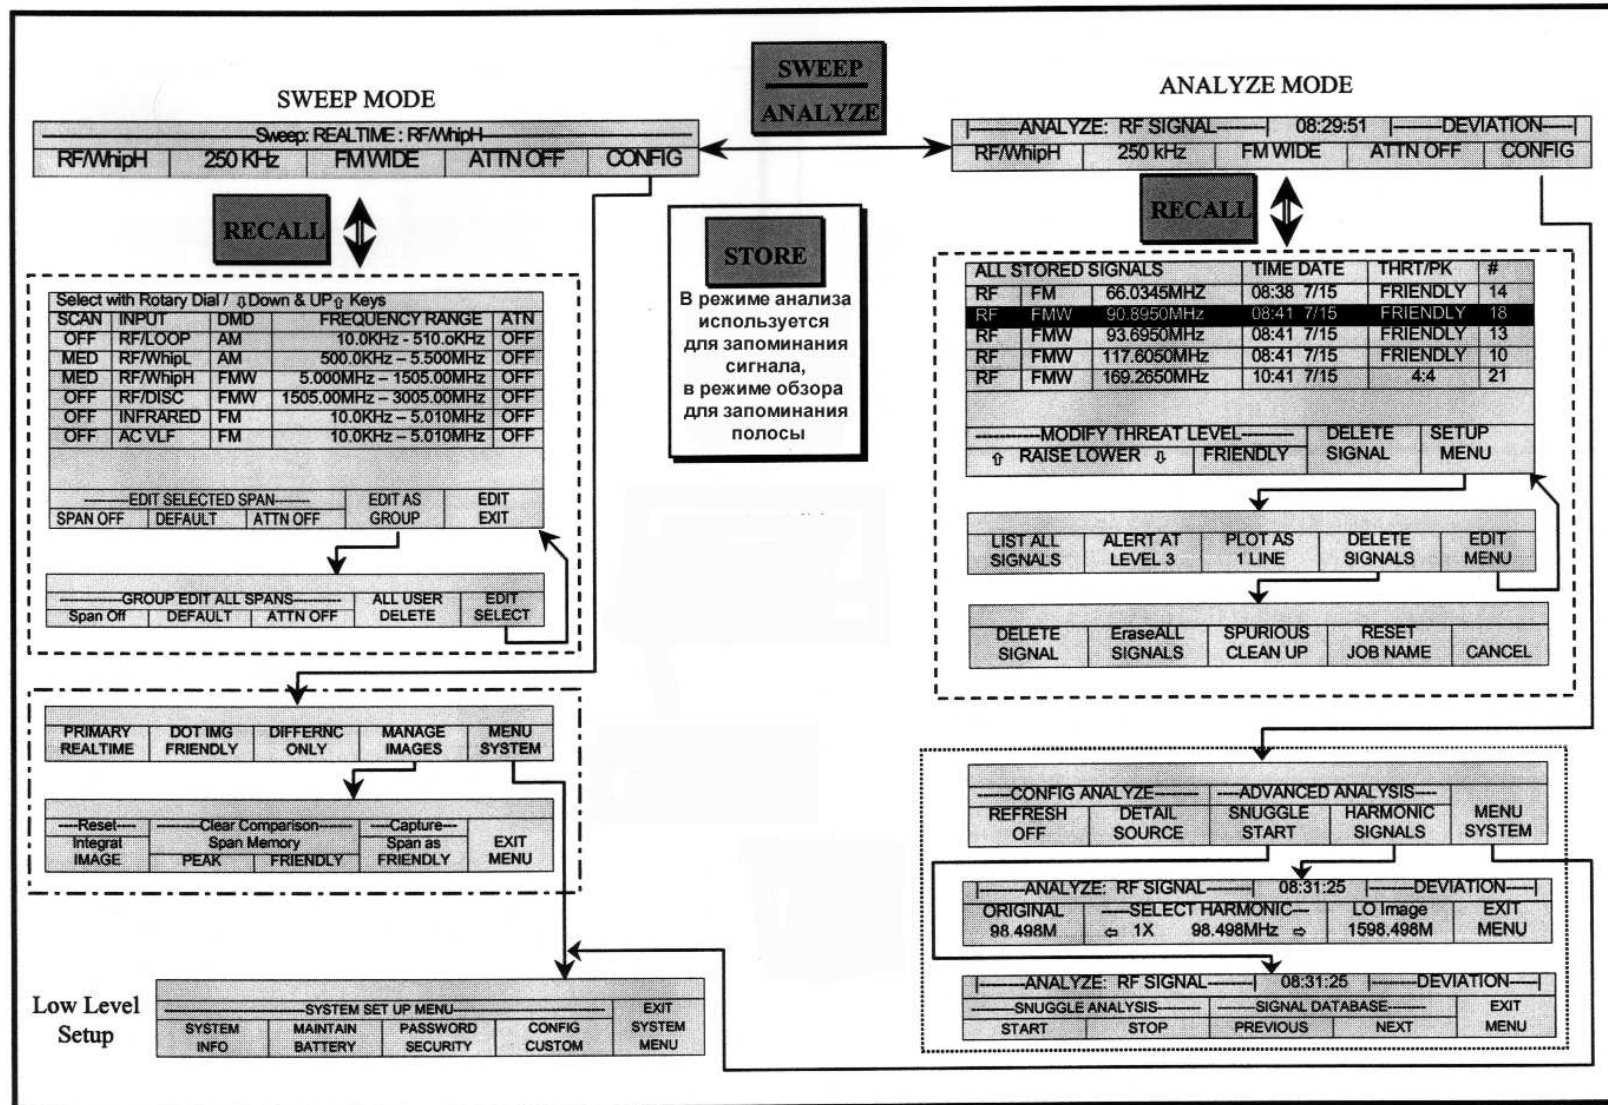 SWEEP
ANALYZE
SWEEP MODE
ANALYZE MODE
Sweep: REALTIME : RF/WhipH
RF/WhipH 250 KHz FM WIDE ATTN OFF CONFIG
ANALYZE: RF SIGNAL 08:29:51 DEVIATION
RF/WhipH 250 kHz FM WIDE ATTN OFF CONFIG
RECALL
RECALL
STORE
В режиме анализа
используется
для запоминания
сигнала,
в режиме обзора
для запоминания
полосы
Select with Rotary Dial / ⇩Down & UP⇧ Keys
SCAN INPUT DMD FREQUENCY RANGE ATN
OFF RF/LOOP AM 10.0KHz - 510.oKHz OFF
MED RF/WhipL AM 500.0KHz – 5.500MHz OFF
MED RF/WhipH FMW 5.000MHz – 1505.00MHz OFF
OFF RF/DISC FMW 1505.00MHz – 3005.00MHz OFF
OFF INFRARED FM 10.0KHz – 5.010MHz OFF
OFF AC VLF FM 10.0KHz – 5.010MHz OFF
EDIT SELECTED SPAN EDIT AS EDIT
SPAN OFF DEFAULT ATTN OFF GROUP EXIT
GROUP EDIT ALL SPANS ALL USER EDIT
Span Off DEFAULT ATTN OFF DELETE SELECT
PRIMARY DOT IMG DIFFERNC MANAGE MENU
REALTIME FRIENDLY ONLY IMAGES SYSTEM
----Reset---- Clear Comparison ----Capture---
Integrat Span Memory Span as EXIT
IMAGE PEAK FRIENDLY FRIENDLY MENU
Low Level
Setup
SYSTEM SET UP MENU EXIT
SYSTEM MAINTAIN PASSWORD CONFIG SYSTEM
INFO BATTERY SECURITY CUSTOM MENU
ALL STORED SIGNALS TIME DATE THRT/PK #
RF FM 66.0345MHZ 08:38 7/15 FRIENDLY 14
RF FMW 90.8950MHz 08:41 7/15 FRIENDLY 18
RF FMW 93.6950MHz 08:41 7/15 FRIENDLY 13
RF FMW 117.6050MHz 08:41 7/15 FRIENDLY 10
RF FMW 169.2650MHz 10:41 7/15 4:4 21
MODIFY THREAT LEVEL DELETE SETUP
⇧ RAISE LOWER ⇩ FRIENDLY SIGNAL MENU
LIST ALL ALERT AT PLOT AS DELETE EDIT
SIGNALS LEVEL 3 1 LINE SIGNALS MENU
DELETE EraseALL SPURIOUS RESET
SIGNAL SIGNALS CLEAN UP JOB NAME CANCEL
CONFIG ANALYZE ADVANCED ANALYSIS
REFRESH DETAIL SNUGGLE HARMONIC MENU
OFF SOURCE START SIGNALS SYSTEM
ANALYZE: RF SIGNAL 08:31:25 DEVIATION
ORIGINAL SELECT HARMONIC LO Image EXIT
98.498M ⇦ 1X 98.498MHz ⇨ 1598.498M MENU
ANALYZE: RF SIGNAL 08:31:25 DEVIATION
SNUGGLE ANALYSIS SIGNAL DATABASE EXIT
START STOP PREVIOUS NEXT MENU